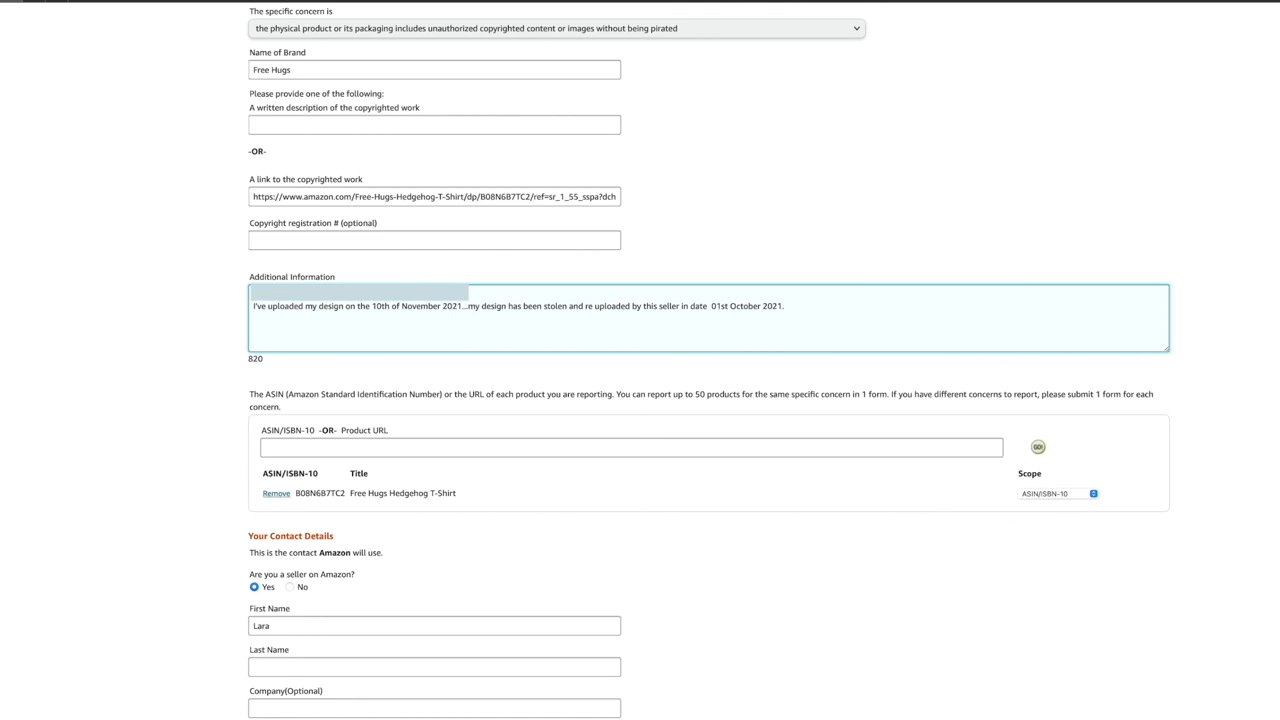 The specific concern is
the physical product or its packaging includes unauthorized copyrighted content or images without being pirated
Name of Brand
Free Hugs
Please provide one of the following:
A written description of the copyrighted work
-OR-
A link to the copyrighted work
https://www.amazon.com/Free-Hugs-Hedgehog-T-Shirt/dp/B08N6B7TC2/ref=sr_1_55_sspa?dch
Copyright registration # (optional)
Additional Information
I've uploaded my design on the 10th of November 2021...my design has been stolen and re uploaded by this seller in date 01st October 2021.
820
The ASIN (Amazon Standard Identification Number) or the URL of each product you are reporting. You can report up to 50 products for the same specific concern in 1 form. If you have different concerns to report, please submit 1 form for each
concern.
ASIN/ISBN-10 -OR- Product URL
GO!
ASIN/ISBN-10 Title Scope
Remove B08N6B7TC2 Free Hugs Hedgehog T-Shirt ASIN/ISBN-10
Your Contact Details
This is the contact Amazon will use.
Are you a seller on Amazon?
Yes No
First Name
Lara
Last Name
Company(Optional)